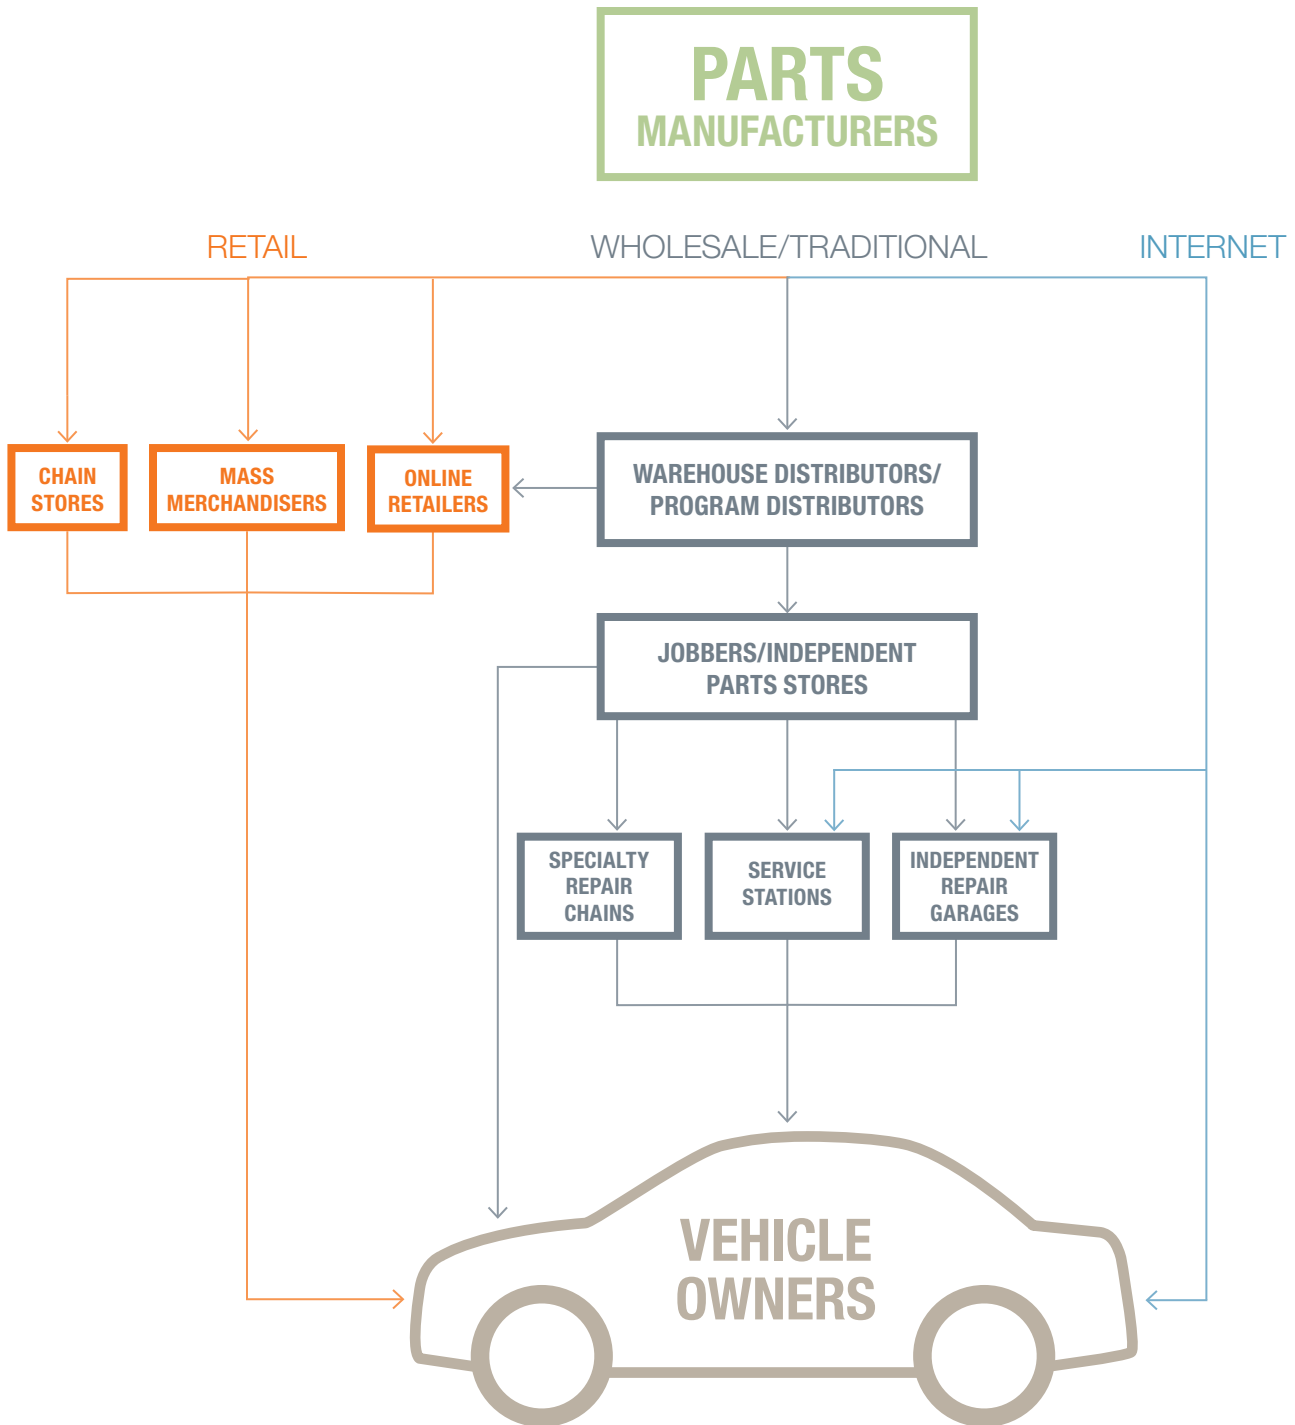 PARTS
MANUFACTURERS
RETAIL
WHOLESALE/TRADITIONAL
INTERNET
CHAIN
STORES
MASS
MERCHANDISERS
ONLINE
RETAILERS
WAREHOUSE DISTRIBUTORS/
PROGRAM DISTRIBUTORS
JOBBERS/INDEPENDENT
PARTS STORES
SPECIALTY
REPAIR
CHAINS
SERVICE
STATIONS
INDEPENDENT
REPAIR
GARAGES
VEHICLE
OWNERS